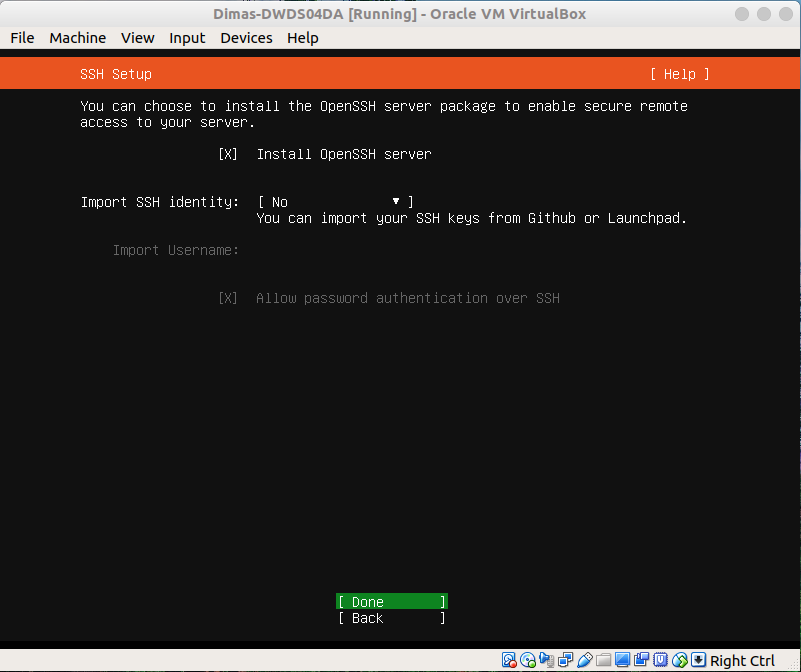 Dimas-DWDS04DA [Running] - Oracle VM VirtualBox
File Machine View Input Devices Help
SSH Setup [ Help ]
You can choose to install the OpenSSH server package to enable secure remote
access to your server.
[X] Install OpenSSH server
Import SSH identity: [ No ▾ ]
You can import your SSH keys from Github or Launchpad.
Import Username:
[X] Allow password authentication over SSH
[ Done ]
[ Back ]
Right Ctrl